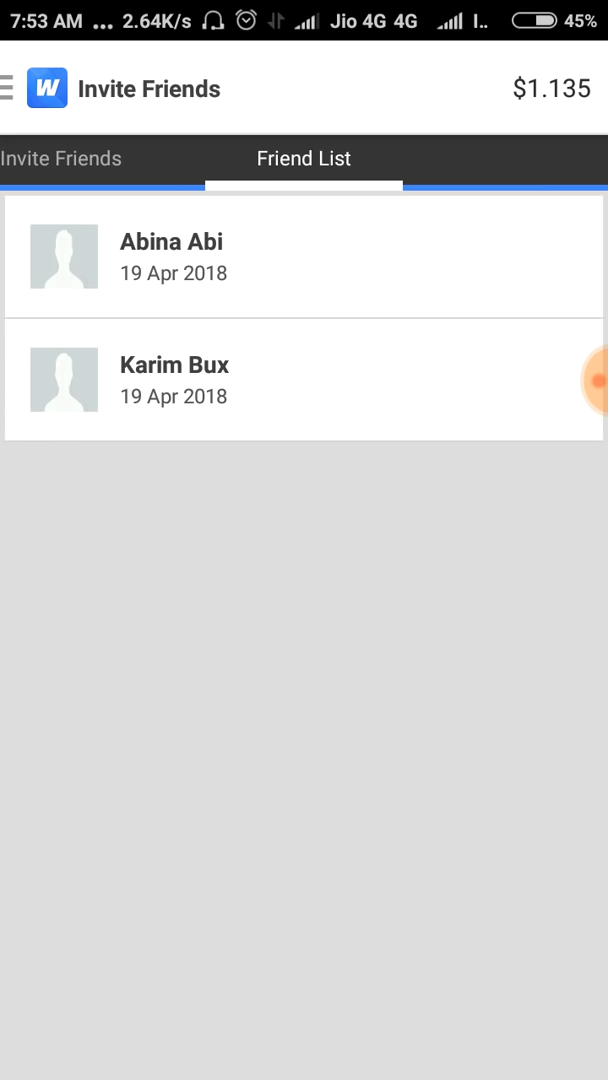 7:53 AM ... 2.64K/s Jio 4G 4G I.. 45%
W Invite Friends $1.135
Invite Friends Friend List
Abina Abi
19 Apr 2018
Karim Bux
19 Apr 2018